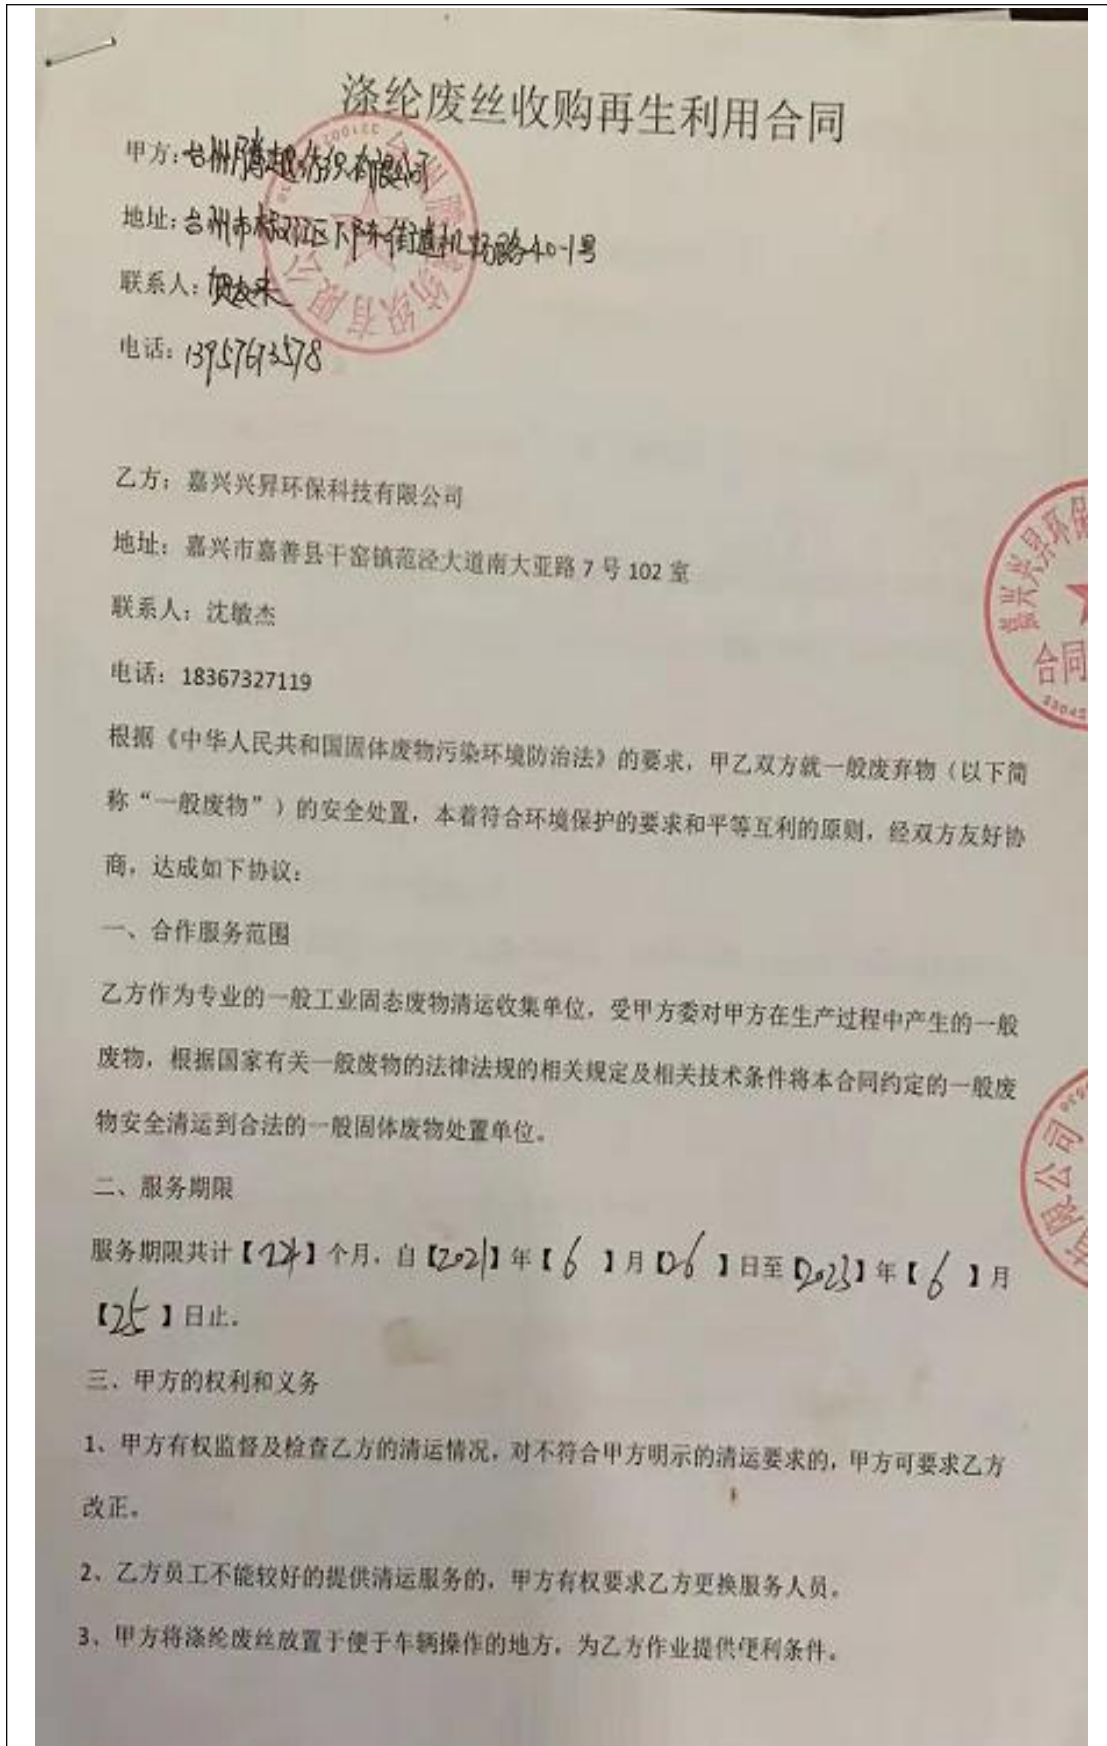 涤纶废丝收购再生利用合同
甲方：台州腾越纺织有限公司
地址：台州市椒江区下陈街道机场路40-1号
联系人：
电话：13957673578
乙方：嘉兴兴昇环保科技有限公司
地址：嘉兴市嘉善县干窑镇范泾大道南大亚路 7 号 102 室
联系人：沈敏杰
电话：18367327119
根据《中华人民共和国固体废物污染环境防治法》的要求，甲乙双方就一般废弃物（以下简
称“一般废物”）的安全处置，本着符合环境保护的要求和平等互利的原则，经双方友好协
商，达成如下协议：
一、合作服务范围
乙方作为专业的一般工业固态废物清运收集单位，受甲方委对甲方在生产过程中产生的一般
废物，根据国家有关一般废物的法律法规的相关规定及相关技术条件将本合同约定的一般废
物安全清运到合法的一般固体废物处置单位。
二、服务期限
服务期限共计【24】个月，自【2021】年【6】月【26】日至【2023】年【6】月
【25】日止。
三、甲方的权利和义务
1、甲方有权监督及检查乙方的清运情况，对不符合甲方明示的清运要求的，甲方可要求乙方
改正。
2、乙方员工不能较好的提供清运服务的，甲方有权要求乙方更换服务人员。
3、甲方将涤纶废丝放置于便于车辆操作的地方，为乙方作业提供便利条件。
嘉兴兴昇环保
合同
有限公司